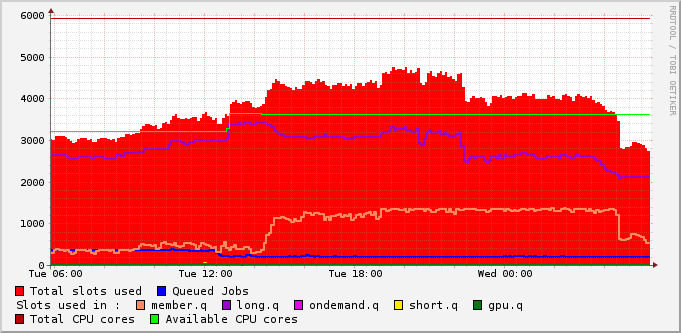 RRDTOOL / TOBI OETIKER
6000
5000
4000
3000
2000
1000
0
Tue 06:00 Tue 12:00 Tue 18:00 Wed 00:00
Total slots used Queued Jobs
Slots used in : member.q long.q ondemand.q short.q gpu.q
Total CPU cores Available CPU cores